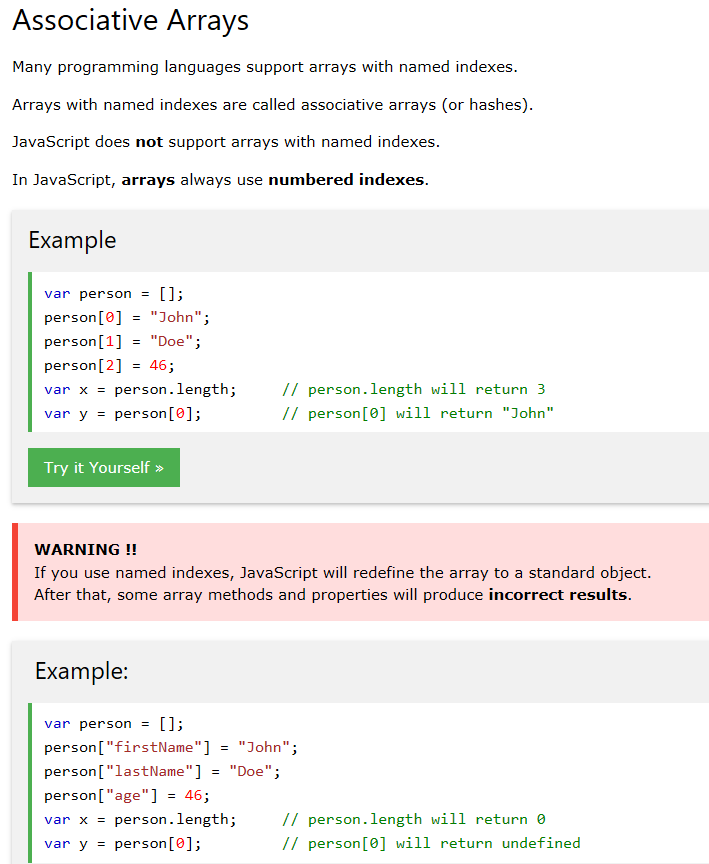 Associative Arrays
Many programming languages support arrays with named indexes.
Arrays with named indexes are called associative arrays (or hashes).
JavaScript does not support arrays with named indexes.
In JavaScript, arrays always use numbered indexes.
Example
var person = [];
person[0] = "John";
person[1] = "Doe";
person[2] = 46;
var x = person.length;     // person.length will return 3
var y = person[0];         // person[0] will return "John"
Try it Yourself »
WARNING !!
If you use named indexes, JavaScript will redefine the array to a standard object.
After that, some array methods and properties will produce incorrect results.
Example:
var person = [];
person["firstName"] = "John";
person["lastName"] = "Doe";
person["age"] = 46;
var x = person.length;     // person.length will return 0
var y = person[0];         // person[0] will return undefined